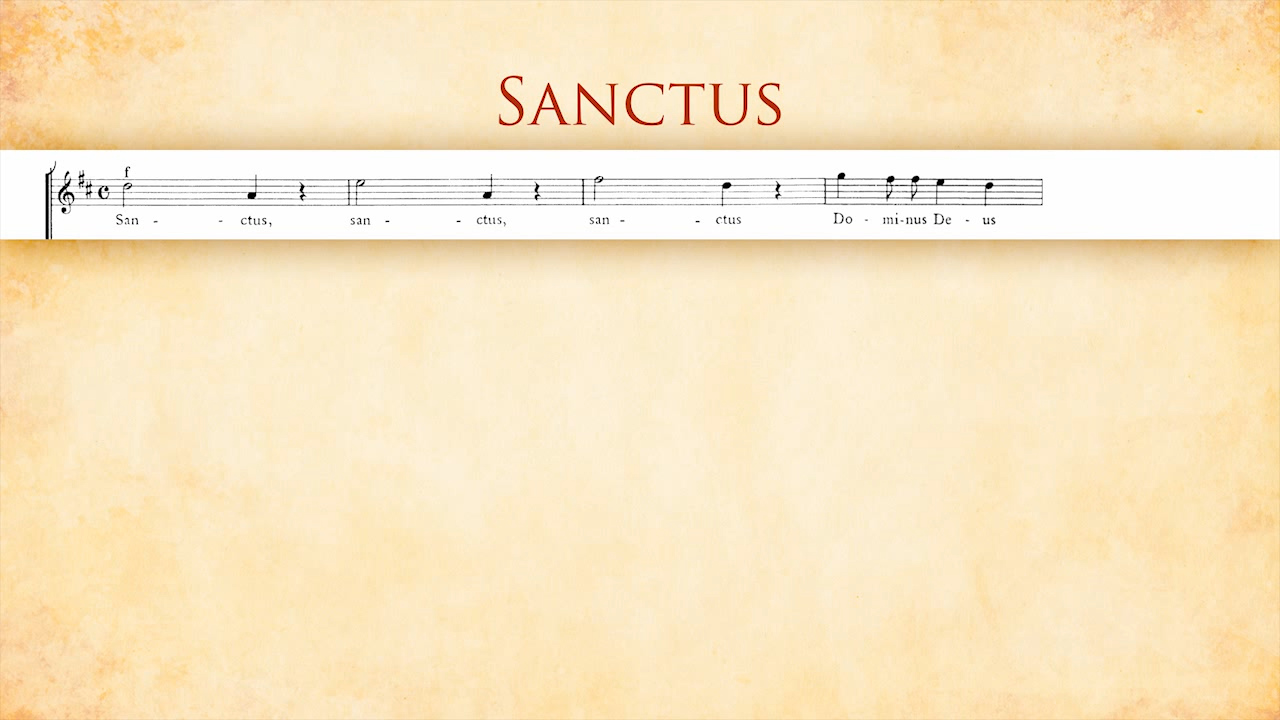 SANCTUS
f
San - - ctus, san - - ctus, san - - ctus Do - mi-nus De - us